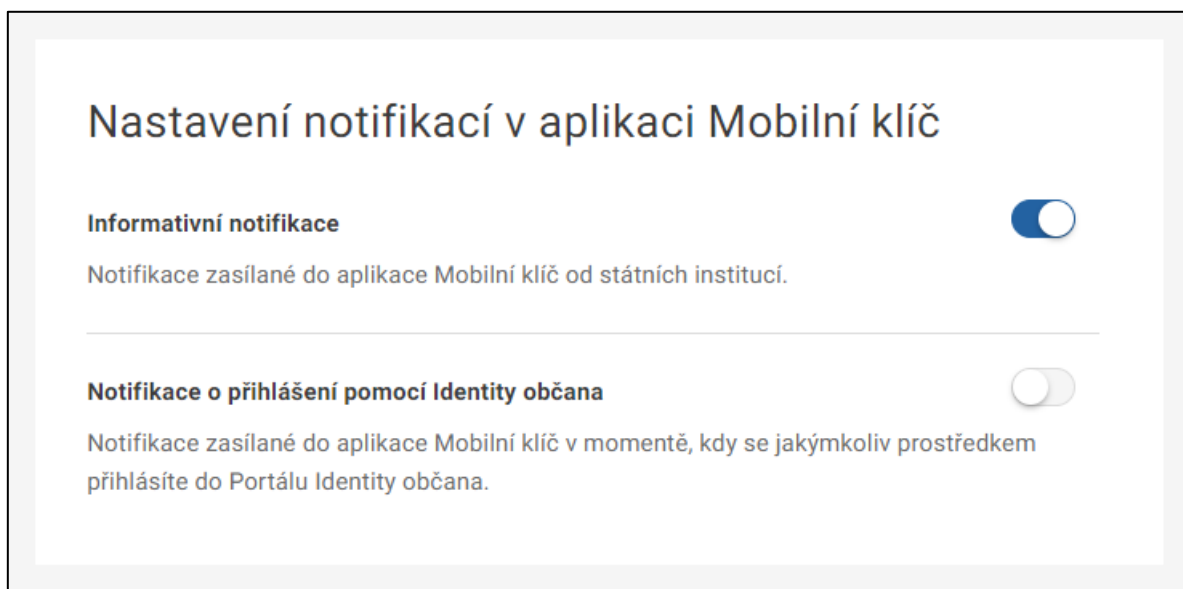 Nastavení notifikací v aplikaci Mobilní klíč
Informativní notifikace
Notifikace zasílané do aplikace Mobilní klíč od státních institucí.
Notifikace o přihlášení pomocí Identity občana
Notifikace zasílané do aplikace Mobilní klíč v momentě, kdy se jakýmkoliv prostředkem
přihlásíte do Portálu Identity občana.